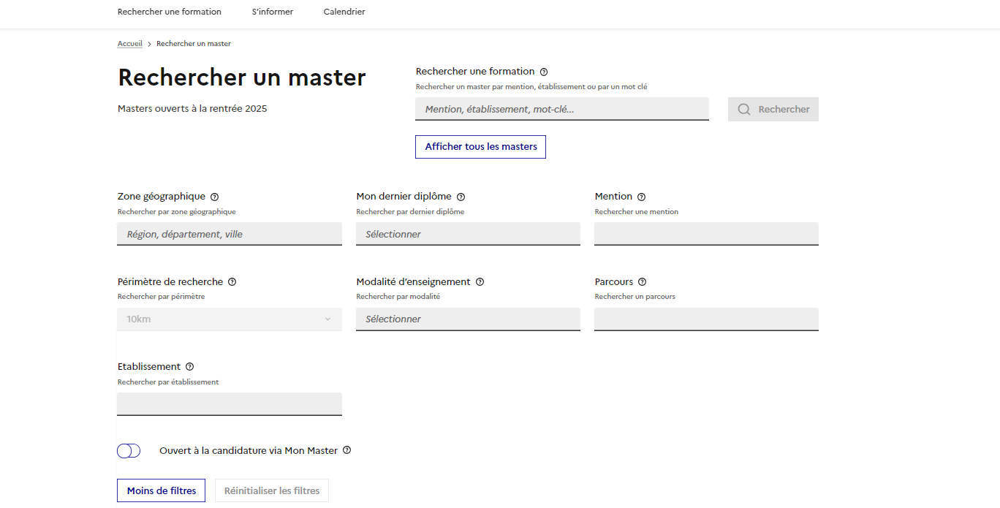 Rechercher une formation S'informer Calendrier
Accueil > Rechercher un master
Rechercher un master
Masters ouverts à la rentrée 2025
Rechercher une formation
Rechercher un master par mention, établissement ou par un mot clé
Mention, établissement, mot-clé...
Rechercher
Afficher tous les masters
Zone géographique
Rechercher par zone géographique
Région, département, ville
Mon dernier diplôme
Rechercher par dernier diplôme
Sélectionner
Mention
Rechercher une mention
Périmètre de recherche
Rechercher par périmètre
10km
Modalité d'enseignement
Rechercher par modalité
Sélectionner
Parcours
Rechercher un parcours
Etablissement
Rechercher par établissement
Ouvert à la candidature via Mon Master
Moins de filtres
Réinitialiser les filtres